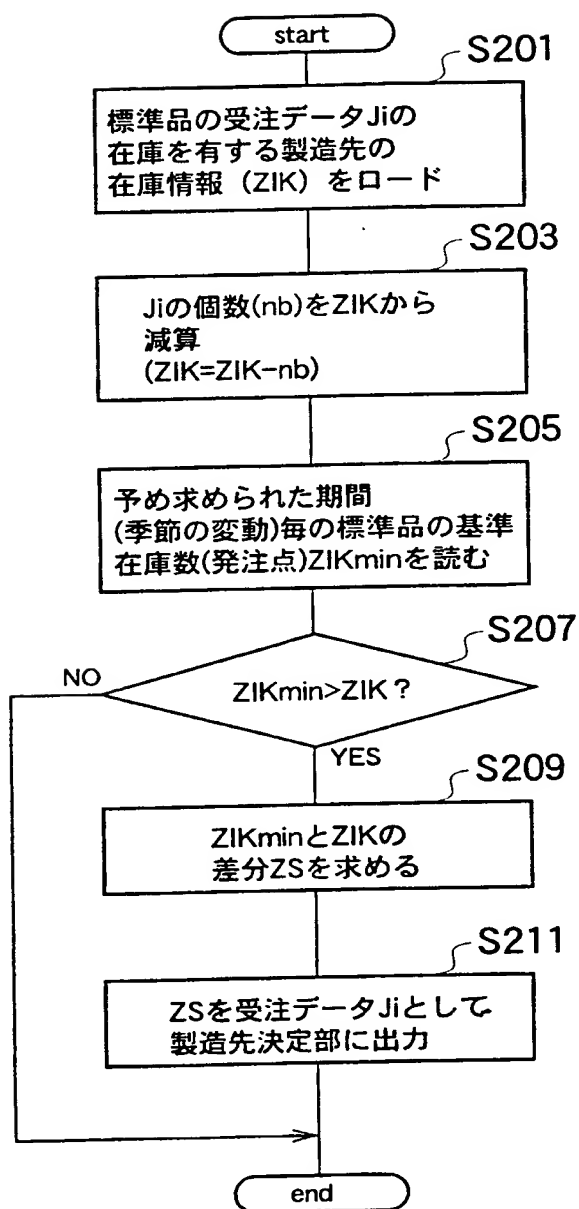 start
S201
標準品の受注データJiの
在庫を有する製造先の
在庫情報（ZIK）をロード
S203
Jiの個数(nb)をZIKから
減算
(ZIK=ZIK-nb)
S205
予め求められた期間
(季節の変動)毎の標準品の基準
在庫数(発注点)ZIKminを読む
S207
NO
ZIKmin>ZIK？
YES
S209
ZIKminとZIKの
差分ZSを求める
S211
ZSを受注データJiとして、
製造先決定部に出力
end